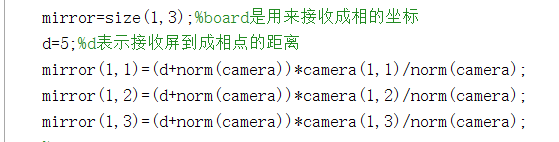 mirror=size(1,3);%board是用来接收成相的坐标
d=5;%d表示接收屏到成相点的距离
mirror(1,1)=(d+norm(camera))*camera(1,1)/norm(camera);
mirror(1,2)=(d+norm(camera))*camera(1,2)/norm(camera);
mirror(1,3)=(d+norm(camera))*camera(1,3)/norm(camera);